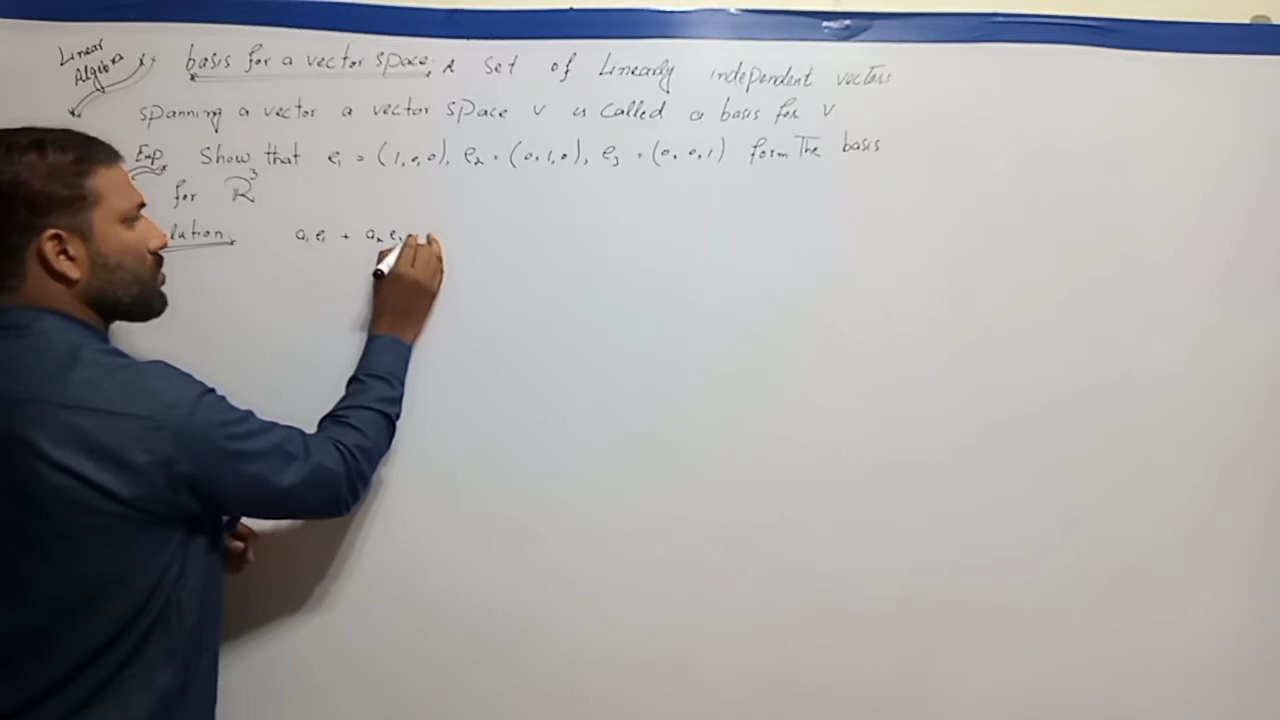 Linear
Algebra
basis for a vector space. A set of Linearly independent vectors
spanning a vector a vector space V is called a basis for V
Exp Show that e₁ = (1,0,0), e₂ = (0,1,0), e₃ = (0,0,1) form The basis
for ℝ³
lution a₁e₁ + a₂e₂